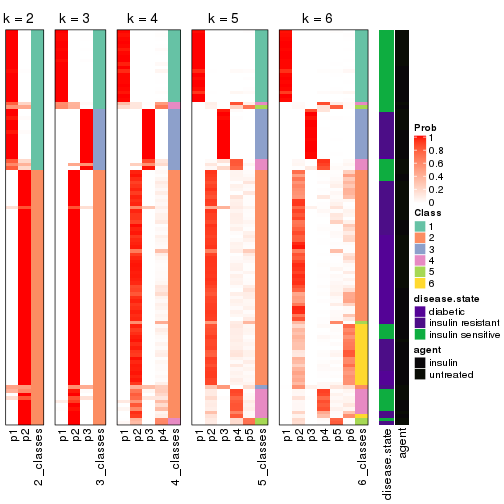 k = 2 k = 3 k = 4 k = 5 k = 6
Prob
1
0.8
0.6
0.4
0.2
0
Class
1
2
3
4
5
6
disease.state
diabetic
insulin resistant
insulin sensitive
agent
insulin
untreated
p1 p2 2_classes p1 p2 p3 3_classes p1 p2 p3 p4 4_classes p1 p2 p3 p4 p5 5_classes p1 p2 p3 p4 p5 p6 6_classes disease.state agent